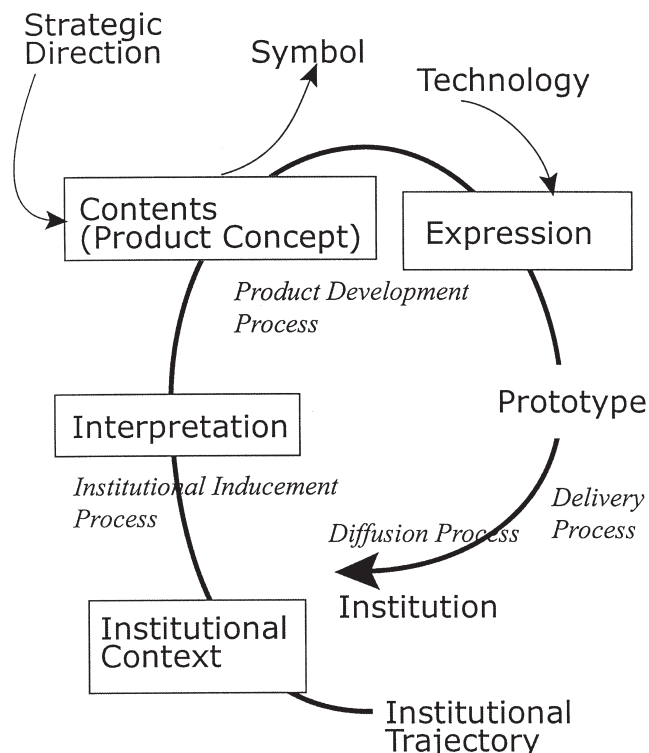 Strategic
Direction
Symbol
Technology
Contents
(Product Concept)
Expression
Product Development
Process
Prototype
Interpretation
Institutional Inducement
Process
Delivery
Process
Diffusion Process
Institution
Institutional
Context
Institutional
Trajectory